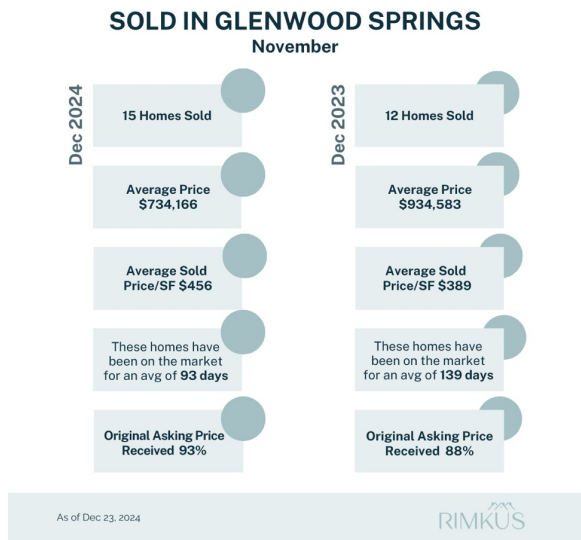 SOLD IN GLENWOOD SPRINGS
November
Dec 2024
15 Homes Sold
Average Price
$734,166
Average Sold
Price/SF $456
These homes have
been on the market
for an avg of 93 days
Original Asking Price
Received 93%
Dec 2023
12 Homes Sold
Average Price
$934,583
Average Sold
Price/SF $389
These homes have
been on the market
for an avg of 139 days
Original Asking Price
Received 88%
As of Dec 23, 2024
RIMKUS